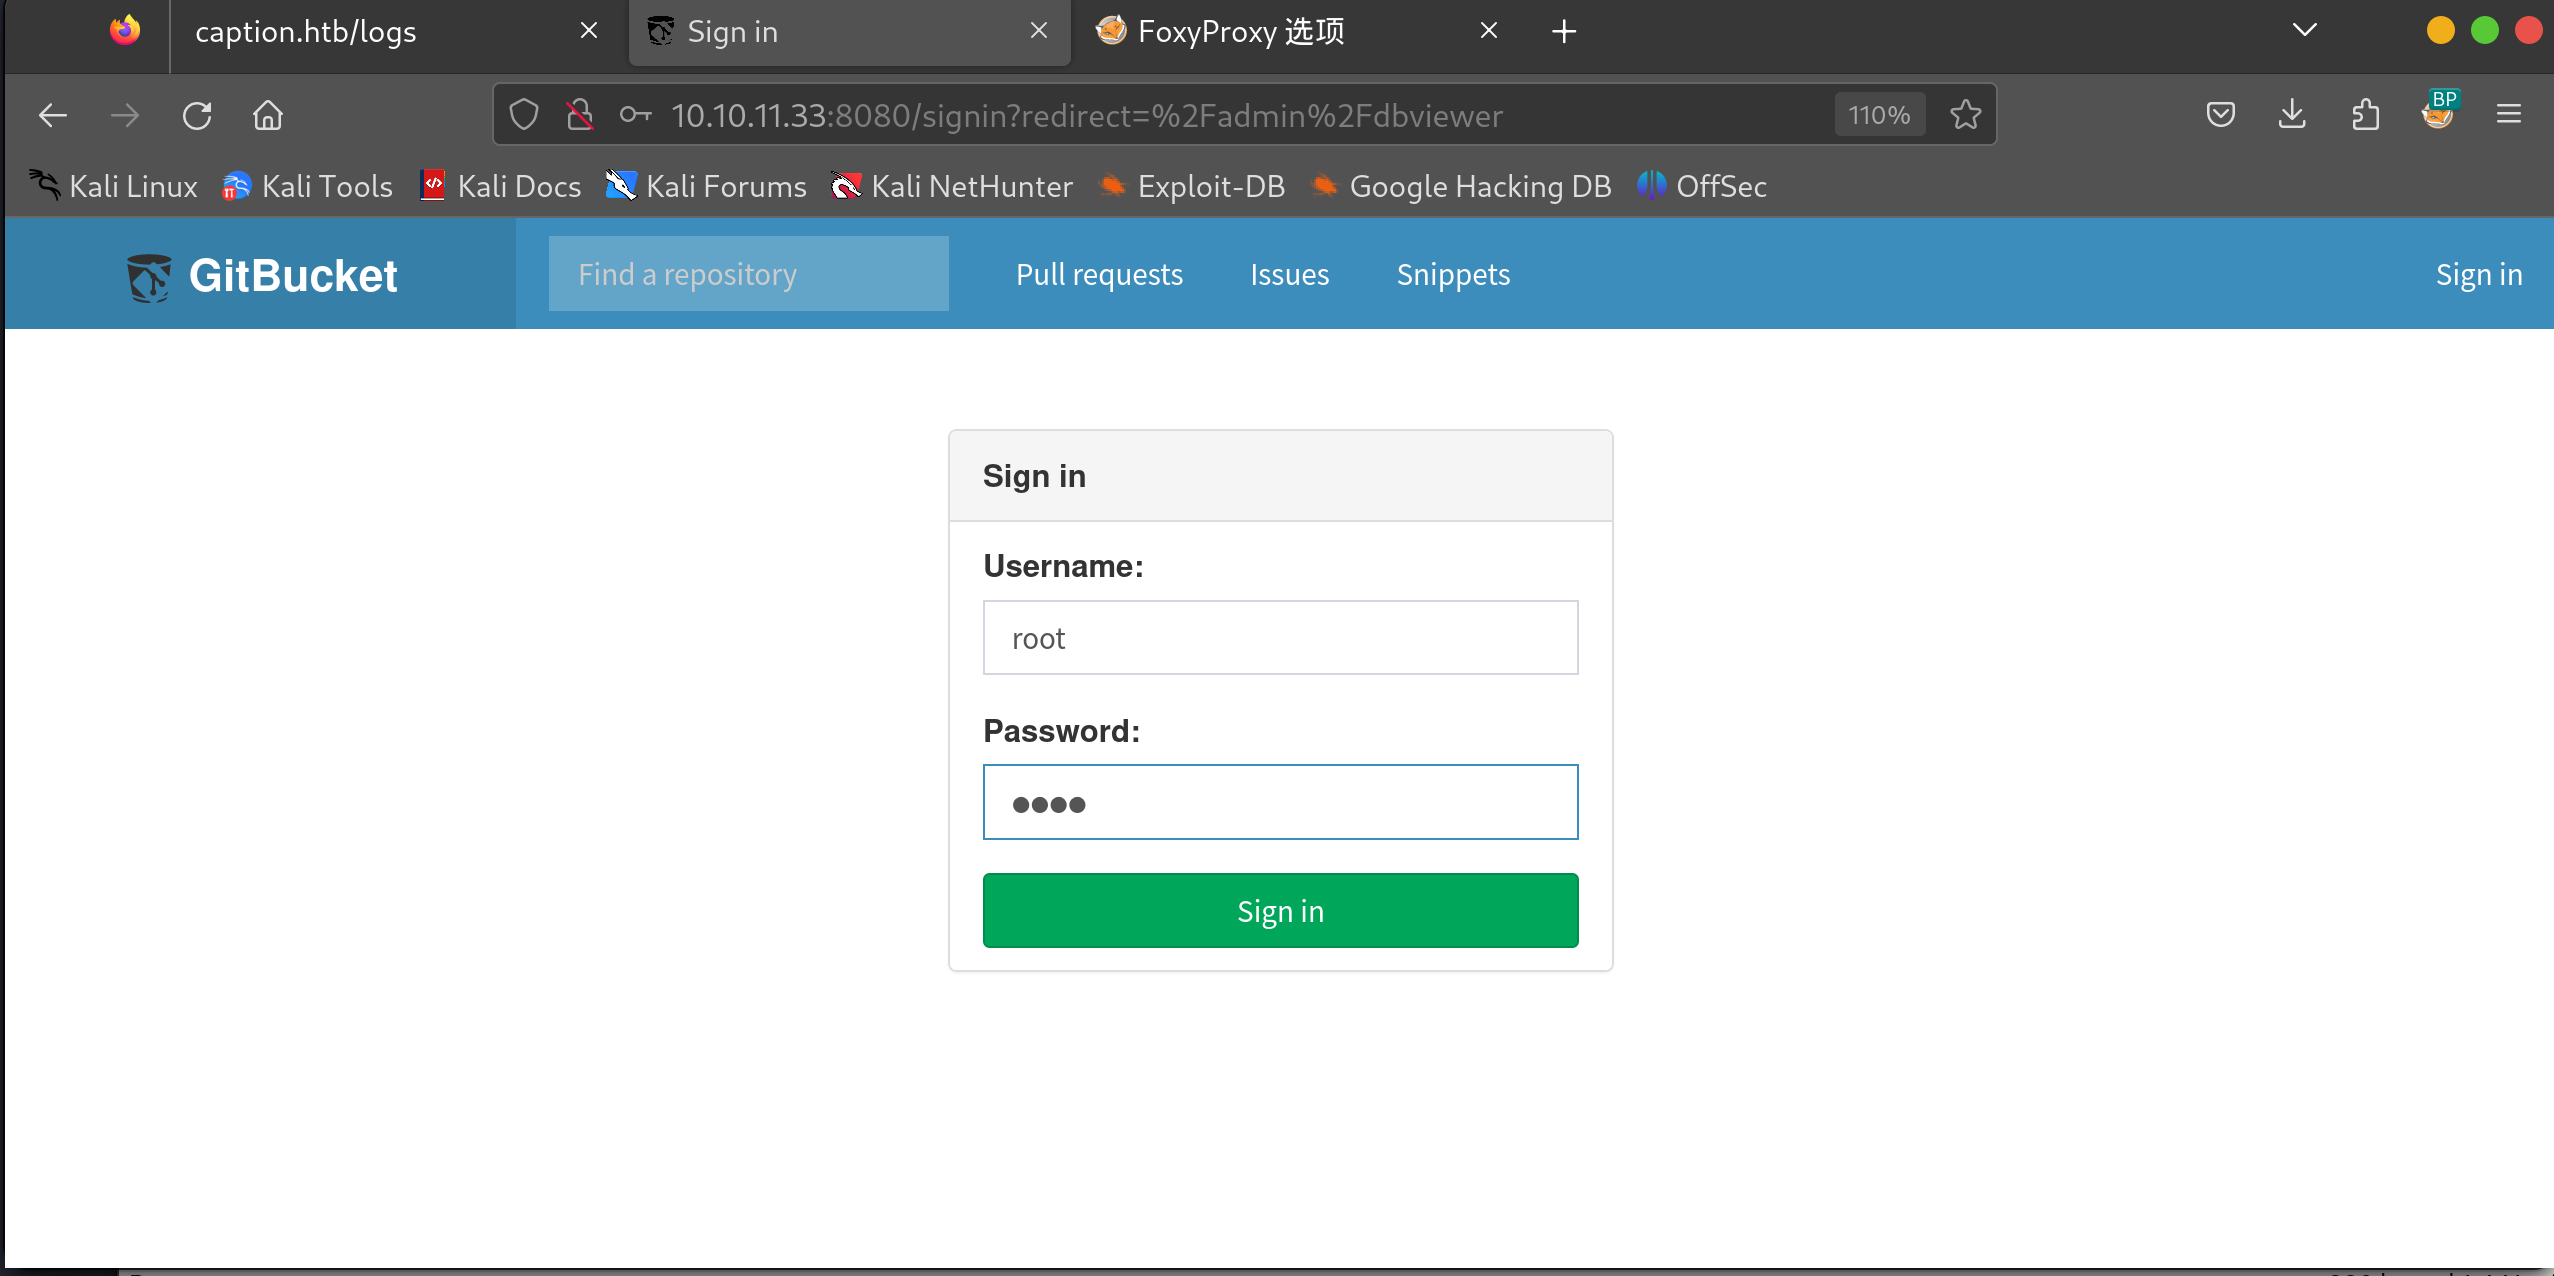 caption.htb/logs
Sign in
FoxyProxy 选项
10.10.11.33:8080/signin?redirect=%2Fadmin%2Fdbviewer
110%
BP
Kali Linux
Kali Tools
Kali Docs
Kali Forums
Kali NetHunter
Exploit-DB
Google Hacking DB
OffSec
GitBucket
Find a repository
Pull requests
Issues
Snippets
Sign in
Sign in
Username:
root
Password:
Sign in